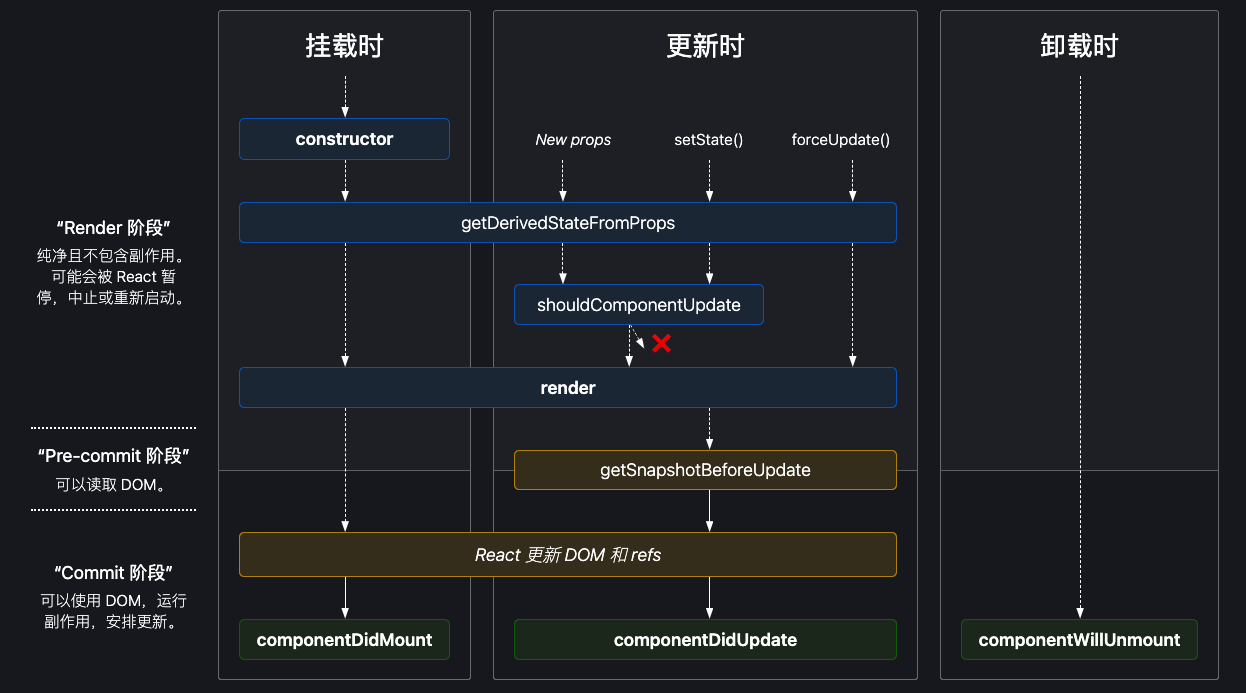 挂载时
更新时
卸载时
constructor
New props
setState()
forceUpdate()
“Render 阶段”
纯净且不包含副作用。
可能会被 React 暂
停，中止或重新启动。
getDerivedStateFromProps
shouldComponentUpdate
render
“Pre-commit 阶段”
可以读取 DOM。
getSnapshotBeforeUpdate
React 更新 DOM 和 refs
“Commit 阶段”
可以使用 DOM，运行
副作用，安排更新。
componentDidMount
componentDidUpdate
componentWillUnmount